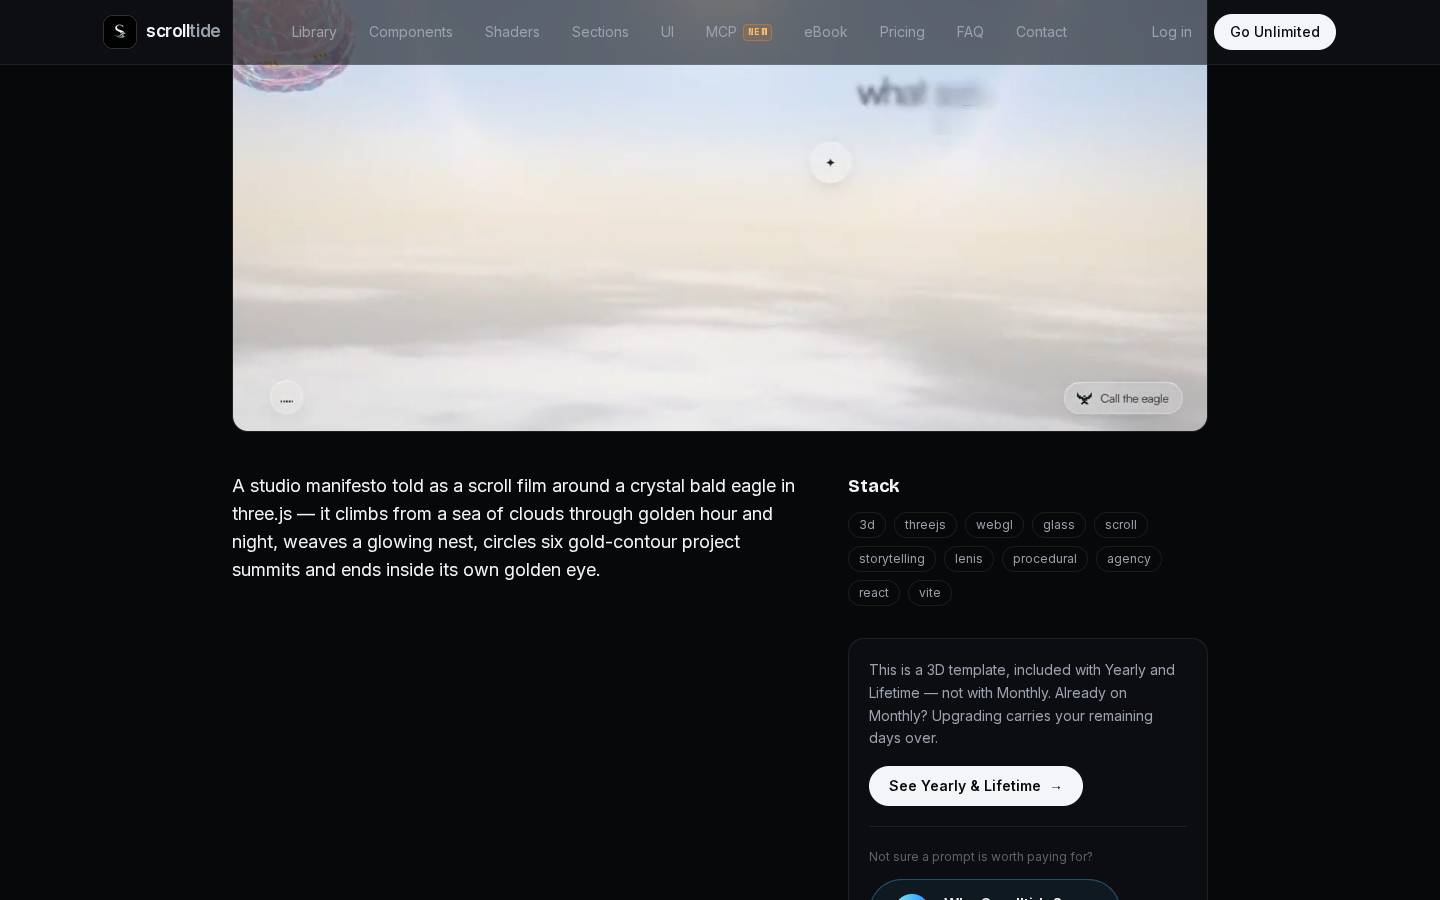 scrolltide
Library Components Shaders Sections UI MCP NEW eBook Pricing FAQ Contact
Log in Go Unlimited
what
Call the eagle
A studio manifesto told as a scroll film around a crystal bald eagle in
three.js — it climbs from a sea of clouds through golden hour and
night, weaves a glowing nest, circles six gold-contour project
summits and ends inside its own golden eye.
Stack
3d threejs webgl glass scroll
storytelling lenis procedural agency
react vite
This is a 3D template, included with Yearly and
Lifetime — not with Monthly. Already on
Monthly? Upgrading carries your remaining
days over.
See Yearly & Lifetime →
Not sure a prompt is worth paying for?